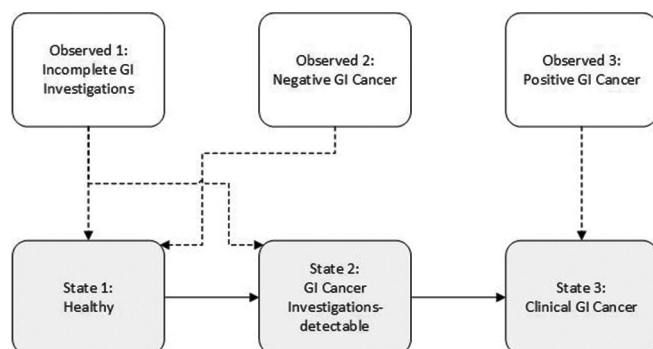 Observed 1:
Incomplete GI
Investigations
Observed 2:
Negative GI Cancer
Observed 3:
Positive GI Cancer
State 1:
Healthy
State 2:
GI Cancer
Investigations-
detectable
State 3:
Clinical GI Cancer